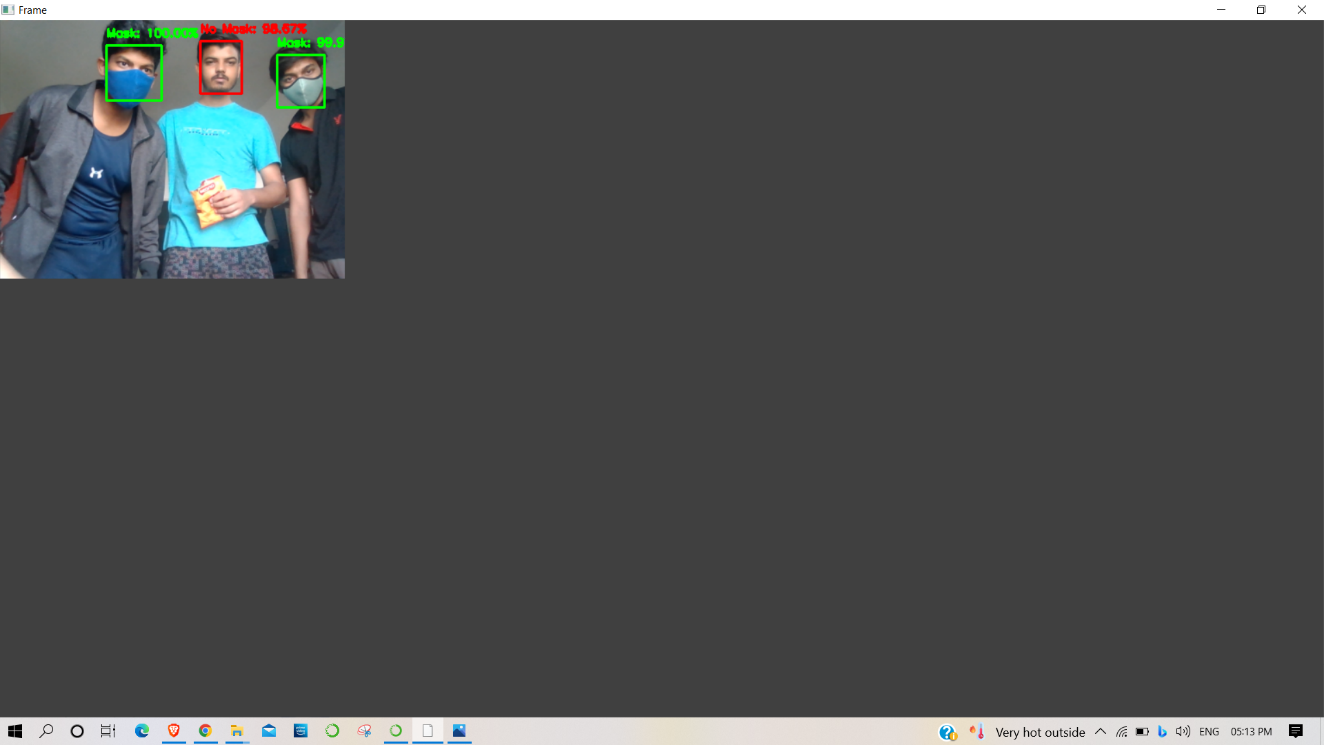 Frame
Mask: 100.00%
No Mask: 98.67%
Mask: 99.9
Very hot outside
ENG
05:13 PM